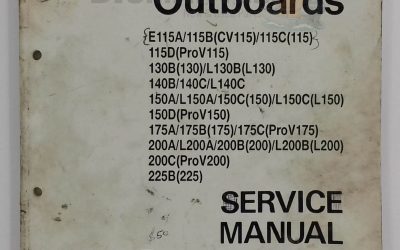 Outboards
{E115A/115B(CV115)/115C(115)}
115D(ProV115)
130B(130)/L130B(L130)
140B/140C/L140C
150A/L150A/150C(150)/L150C(L150)
150D(ProV150)
175A/175B(175)/175C(ProV175)
200A/L200A/200B(200)/L200B(L200)
200C(ProV200)
225B(225)
SERVICE
MANUAL